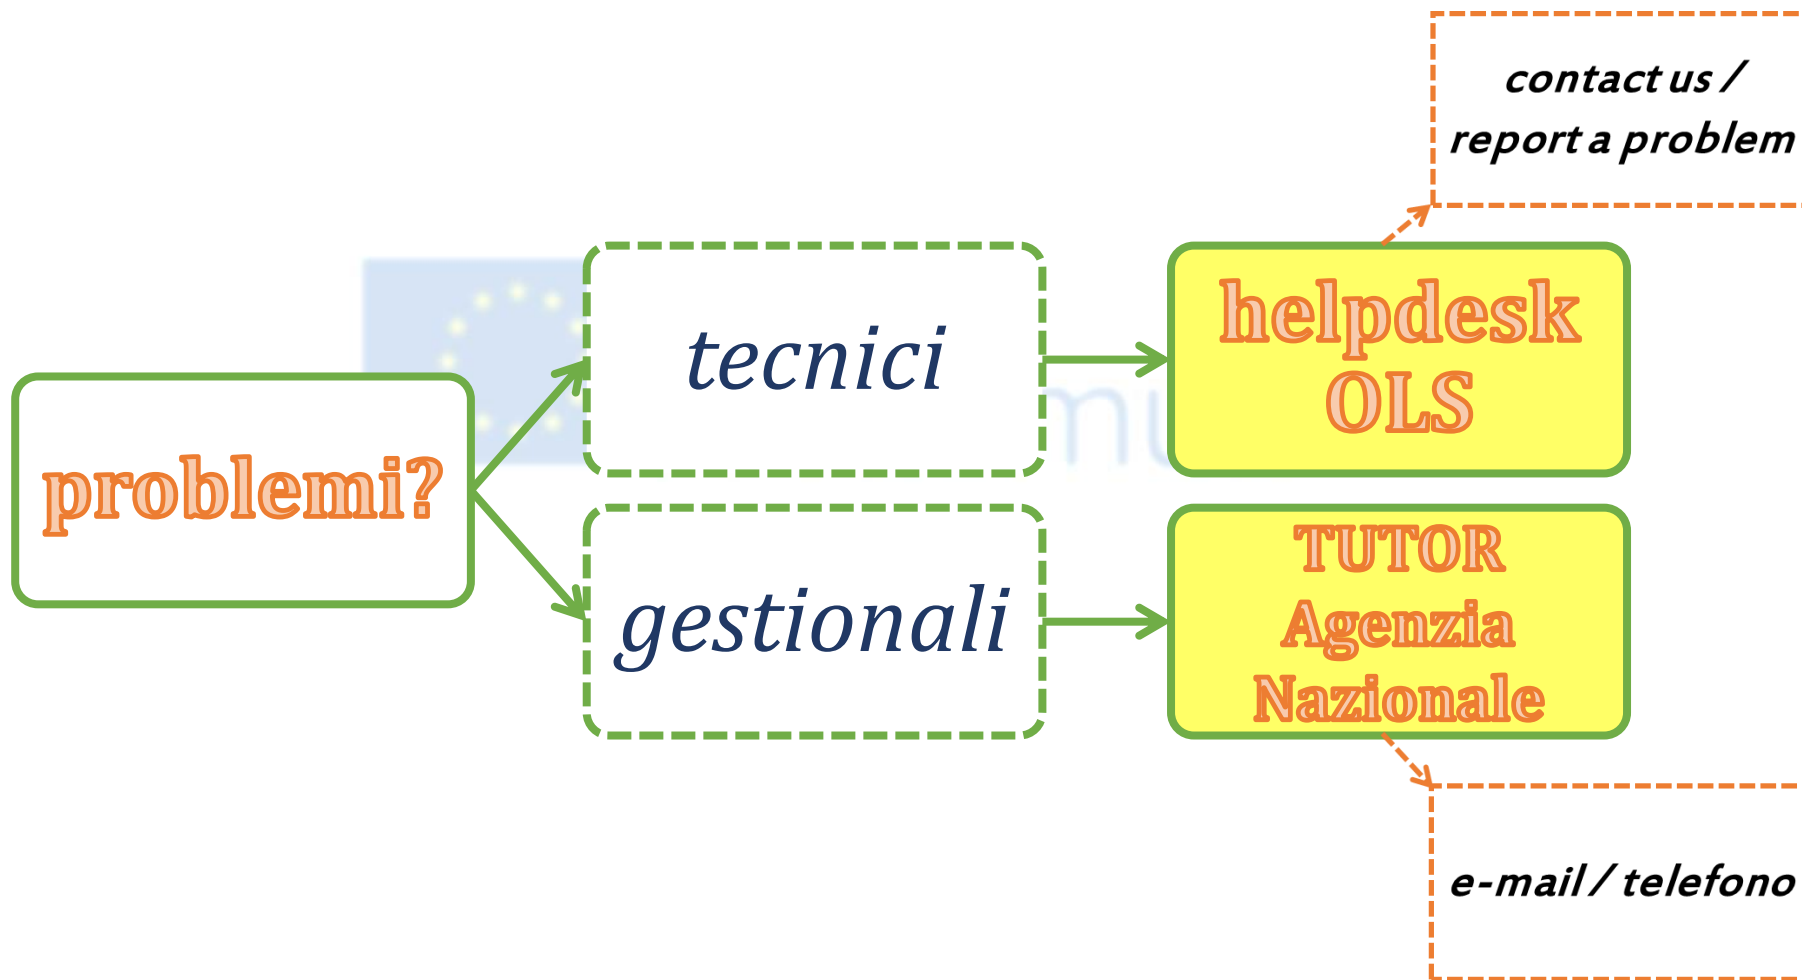 contact us /
report a problem
tecnici
helpdesk
OLS
problemi?
gestionali
TUTOR
Agenzia
Nazionale
e-mail / telefono